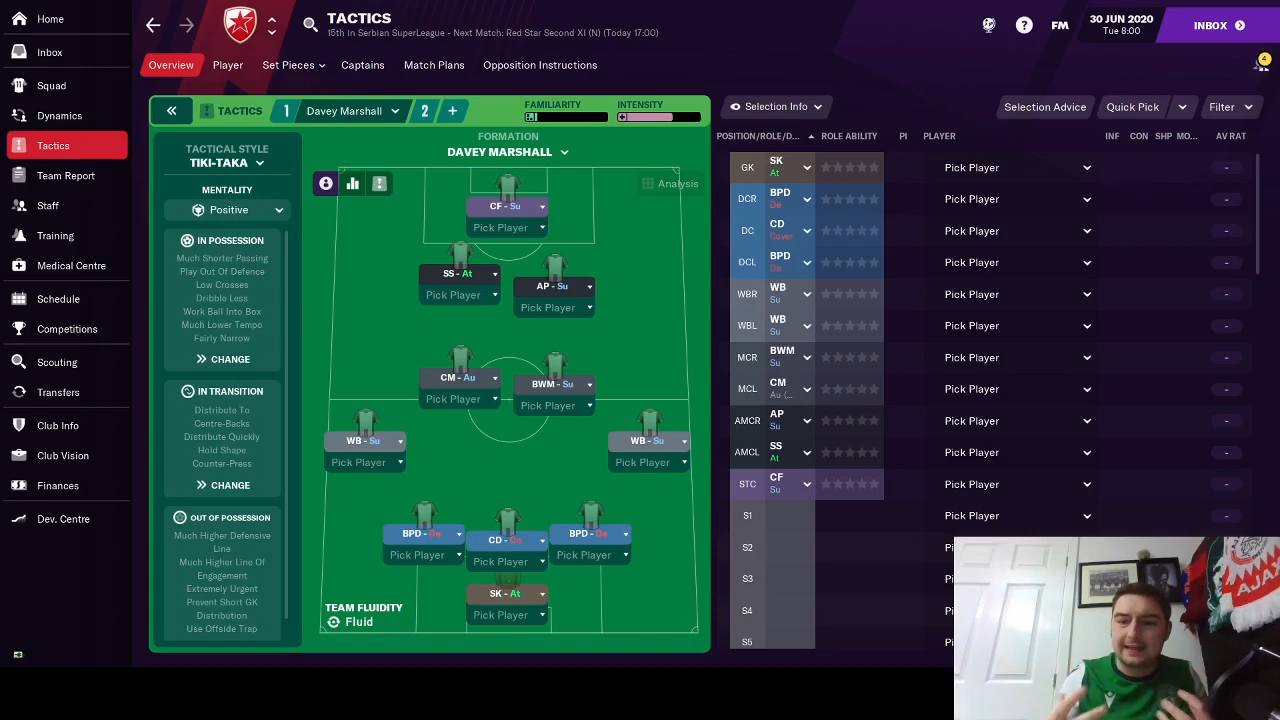 Home
Inbox
Squad
Dynamics
Tactics
Team Report
Staff
Training
Medical Centre
Schedule
Competitions
Scouting
Transfers
Club Info
Club Vision
Finances
Dev. Centre
TACTICS
15th in Serbian SuperLeague - Next Match: Red Star Second XI (N) (Today 17:00)
FM
30 JUN 2020
Tue 8:00
INBOX
Overview
Player
Set Pieces
Captains
Match Plans
Opposition Instructions
4
TACTICS
1
Davey Marshall
2
FAMILIARITY
INTENSITY
TACTICAL STYLE
TIKI-TAKA
MENTALITY
Positive
IN POSSESSION
Much Shorter Passing
Play Out Of Defence
Low Crosses
Dribble Less
Work Ball Into Box
Much Lower Tempo
Fairly Narrow
CHANGE
IN TRANSITION
Distribute To
Centre-Backs
Distribute Quickly
Hold Shape
Counter-Press
CHANGE
OUT OF POSSESSION
Much Higher Defensive
Line
Much Higher Line Of
Engagement
Extremely Urgent
Prevent Short GK
Distribution
Use Offside Trap
FORMATION
DAVEY MARSHALL
Analysis
CF - Su
Pick Player
SS - At
Pick Player
AP - Su
Pick Player
CM - Au
Pick Player
BWM - Su
Pick Player
WB - Su
Pick Player
WB - Su
Pick Player
BPD - De
Pick Player
CD - Co
Pick Player
BPD - De
Pick Player
SK - At
Pick Player
TEAM FLUIDITY
Fluid
Selection Info
Selection Advice
Quick Pick
Filter
POSITION/ROLE/D...
ROLE ABILITY
PI
PLAYER
INF
CON
SHP
MO...
AV RAT
GK
SK
At
Pick Player
-
DCR
BPD
De
Pick Player
-
DC
CD
Cover
Pick Player
-
DCL
BPD
De
Pick Player
-
WBR
WB
Su
Pick Player
-
WBL
WB
Su
Pick Player
-
MCR
BWM
Su
Pick Player
-
MCL
CM
Au (...
Pick Player
-
AMCR
AP
Su
Pick Player
-
AMCL
SS
At
Pick Player
-
STC
CF
Su
Pick Player
-
S1
Pick Player
-
S2
Pick Player
S3
Pick Player
S4
Pick Player
S5
Pick Player
AJAX